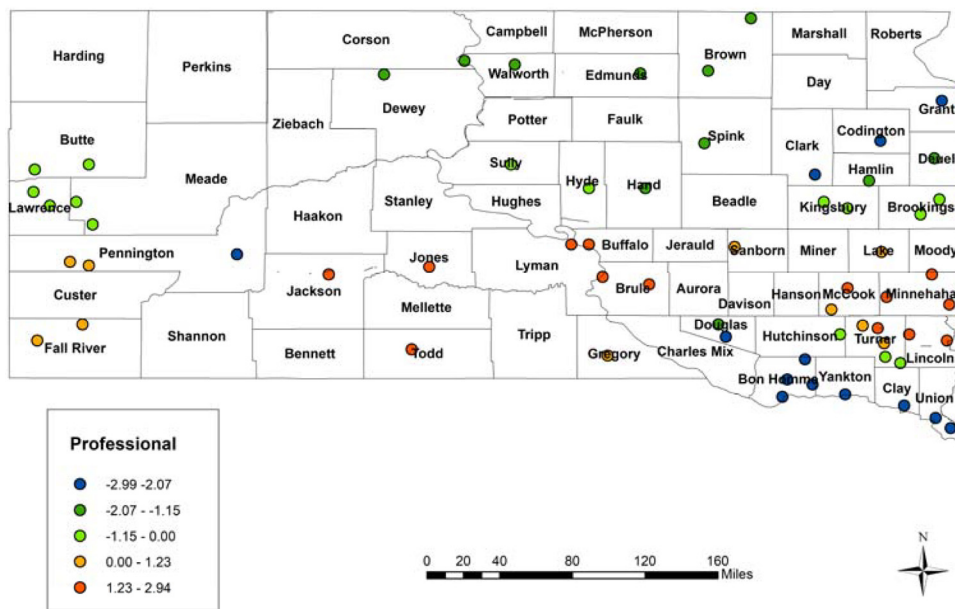 Harding
Perkins
Corson
Campbell
McPherson
Brown
Marshall
Roberts
Walworth
Edmunds
Day
Dewey
Ziebach
Potter
Faulk
Grant
Butte
Spink
Clark
Codington
Meade
Sully
Hamlin
Deuel
Hyde
Hand
Lawrence
Haakon
Stanley
Hughes
Beadle
Kingsbury
Brookings
Pennington
Jones
Lyman
Buffalo
Jerauld
Sanborn
Miner
Lake
Moody
Custer
Jackson
Brule
Aurora
Davison
Hanson
McCook
Minnehaha
Mellette
Shannon
Tripp
Douglas
Hutchinson
Turner
Fall River
Bennett
Todd
Gregory
Charles Mix
Lincoln
Bon Homme
Yankton
Clay
Union
Professional
-2.99 -2.07
-2.07 - -1.15
-1.15 - 0.00
0.00 - 1.23
1.23 - 2.94
N
0 20 40 80 120 160
Miles